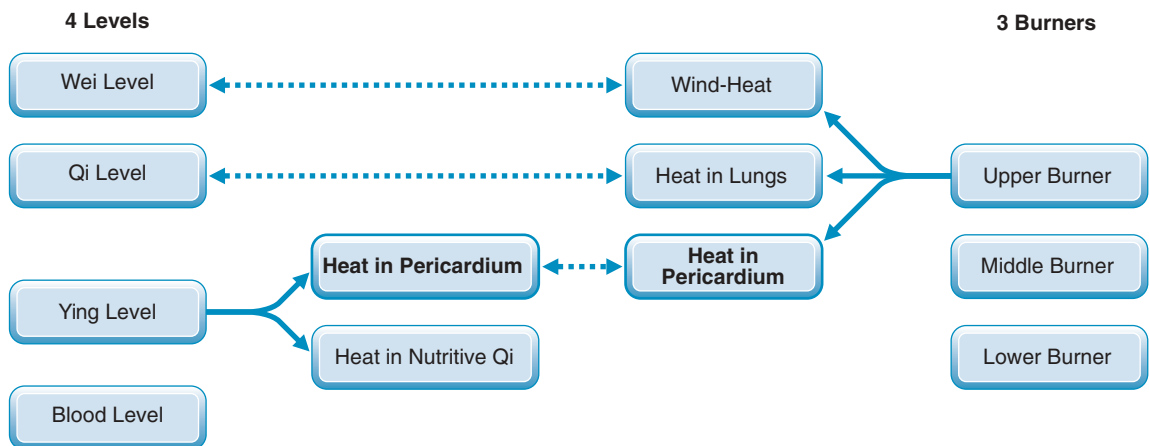 4 Levels
3 Burners
Wei Level
Wind-Heat
Qi Level
Heat in Lungs
Upper Burner
Heat in Pericardium
Heat in
Pericardium
Middle Burner
Ying Level
Heat in Nutritive Qi
Lower Burner
Blood Level